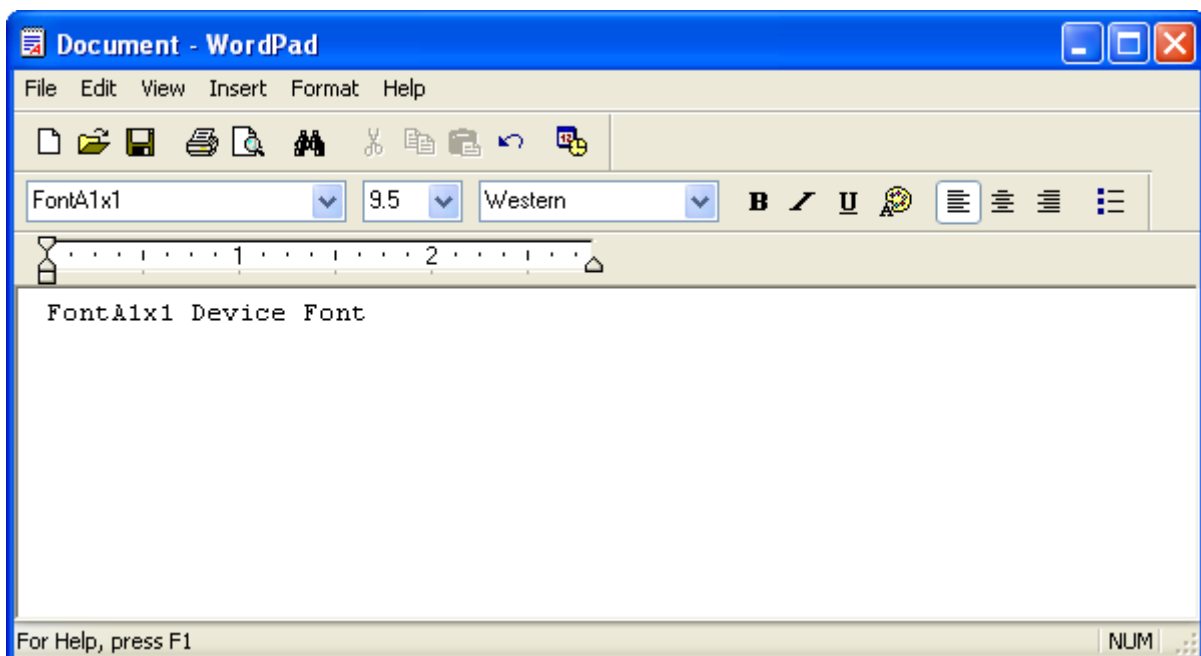 Document - WordPad
File Edit View Insert Format Help
FontA1x1 9.5 Western B U
1 2
FontA1x1 Device Font
For Help, press F1 NUM